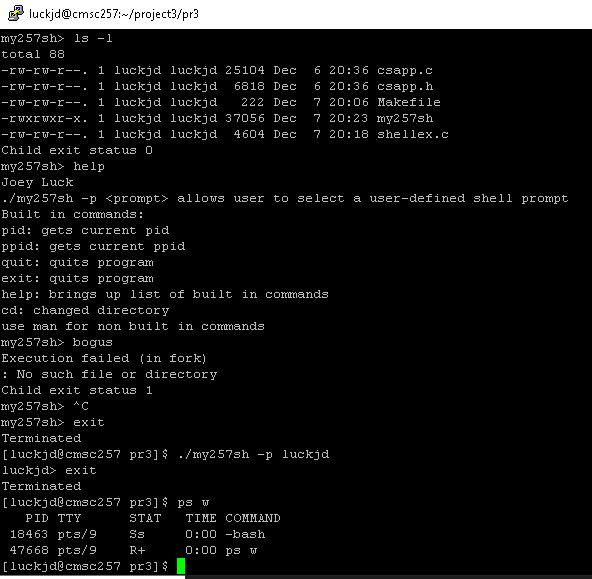 luckjd@cmsc257:~/project3/pr3
my257sh> ls -l
total 88
-rw-rw-r--. 1 luckjd luckjd 25104 Dec  6 20:36 csapp.c
-rw-rw-r--. 1 luckjd luckjd  6818 Dec  6 20:36 csapp.h
-rw-rw-r--. 1 luckjd luckjd   222 Dec  7 20:06 Makefile
-rwxrwxr-x. 1 luckjd luckjd 37056 Dec  7 20:23 my257sh
-rw-rw-r--. 1 luckjd luckjd  4604 Dec  7 20:18 shellex.c
Child exit status 0
my257sh> help
Joey Luck
./my257sh -p <prompt> allows user to select a user-defined shell prompt
Built in commands:
pid: gets current pid
ppid: gets current ppid
quit: quits program
exit: quits program
help: brings up list of built in commands
cd: changed directory
use man for non built in commands
my257sh> bogus
Execution failed (in fork)
: No such file or directory
Child exit status 1
my257sh> ^C
my257sh> exit
Terminated
[luckjd@cmsc257 pr3]$ ./my257sh -p luckjd
luckjd> exit
Terminated
[luckjd@cmsc257 pr3]$ ps w
  PID TTY      STAT   TIME COMMAND
18463 pts/9    Ss     0:00 -bash
47668 pts/9    R+     0:00 ps w
[luckjd@cmsc257 pr3]$